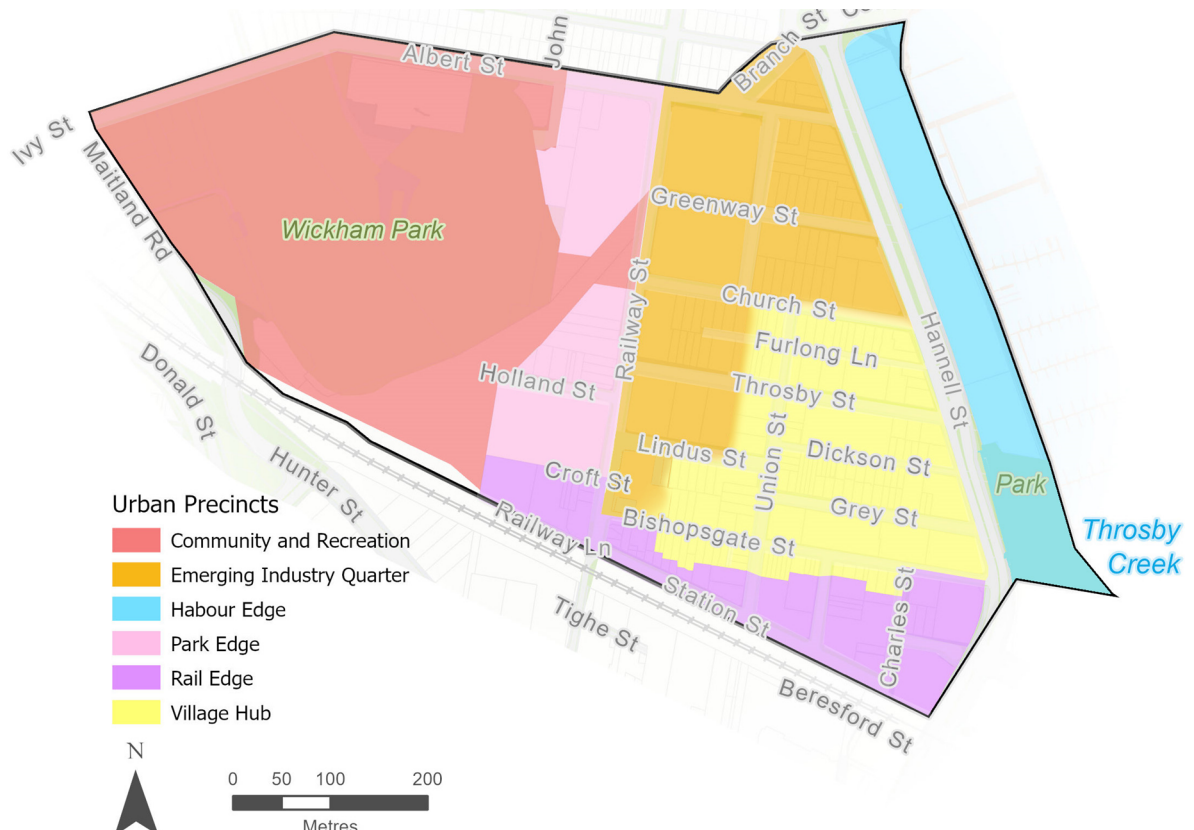 John
Branch St
Albert St
Ivy St
Maitland Rd
Wickham Park
Greenway St
Railway St
Church St
Hannell St
Furlong Ln
Donald St
Holland St
Throsby St
Hunter St
Lindus St
Union St
Dickson St
Croft St
Park
Grey St
Railway Ln
Bishopsgate St
Throsby
Creek
Station St
Tighe St
Charles St
Beresford St
Urban Precincts
Community and Recreation
Emerging Industry Quarter
Habour Edge
Park Edge
Rail Edge
Village Hub
N
0 50 100 200
Metres